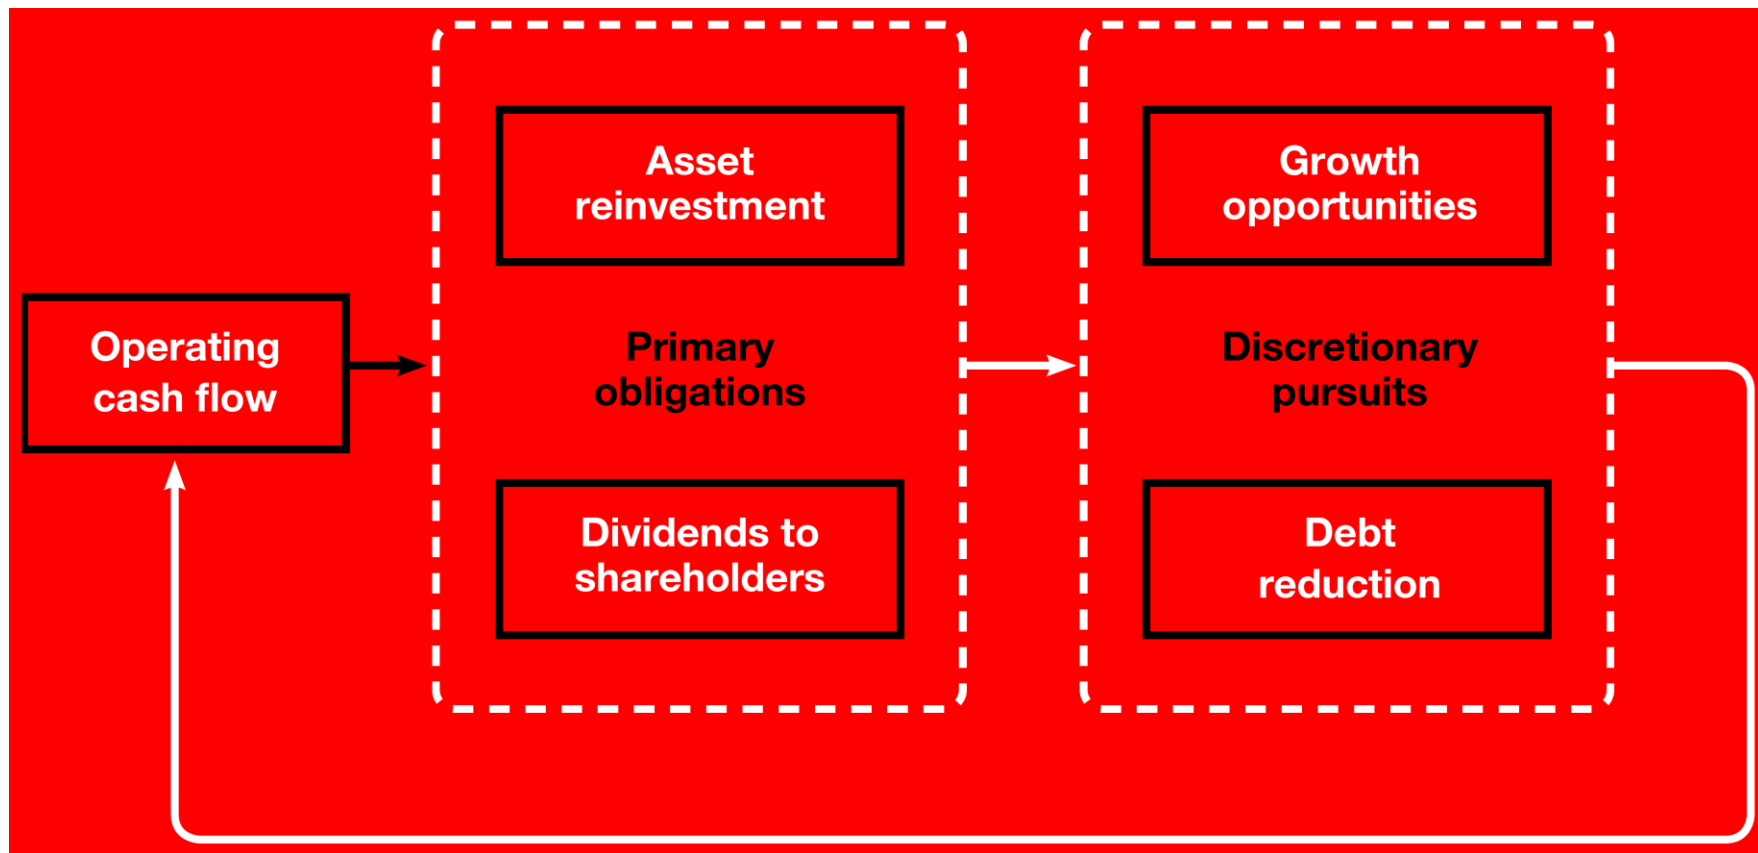 Operating
cash flow
Asset
reinvestment
Primary
obligations
Dividends to
shareholders
Growth
opportunities
Discretionary
pursuits
Debt
reduction